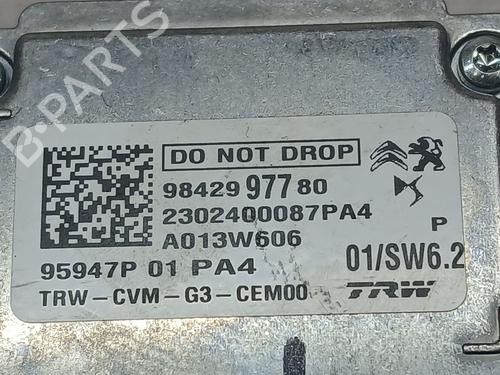 B-PARTS
DO NOT DROP
98429 977 80
2302400087PA4
A013W606
P
95947P 01 PA4
01/SW6.2
TRW-CVM-G3-CEM00
TRW